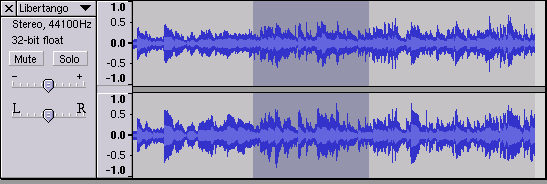 × Libertango
Stereo, 44100Hz
32-bit float
Mute Solo
- +
L R
1.0
0.5
0.0
-0.5
-1.0
1.0
0.5
0.0
-0.5
-1.0